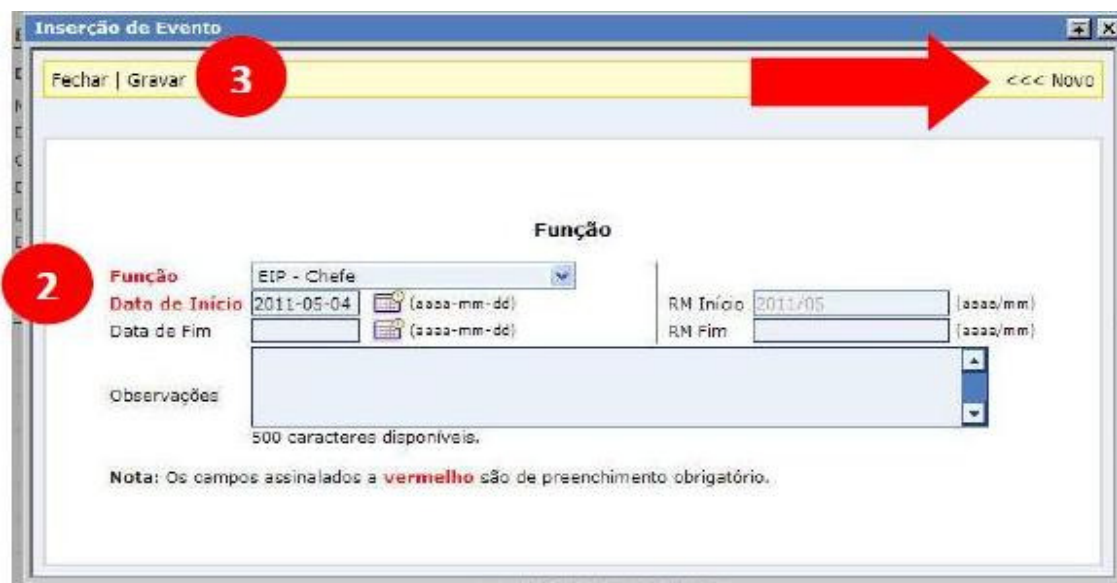 Inserção de Evento
Fechar | Gravar 3 <<< Novo
Função
2
Função EIP - Chefe
Data de Início 2011-05-04 (aaaa-mm-dd) RM Início 2011/05 (aaaa/mm)
Data de Fim (aaaa-mm-dd) RM Fim (aaaa/mm)
Observações
500 caracteres disponíveis.
Nota: Os campos assinalados a vermelho são de preenchimento obrigatório.